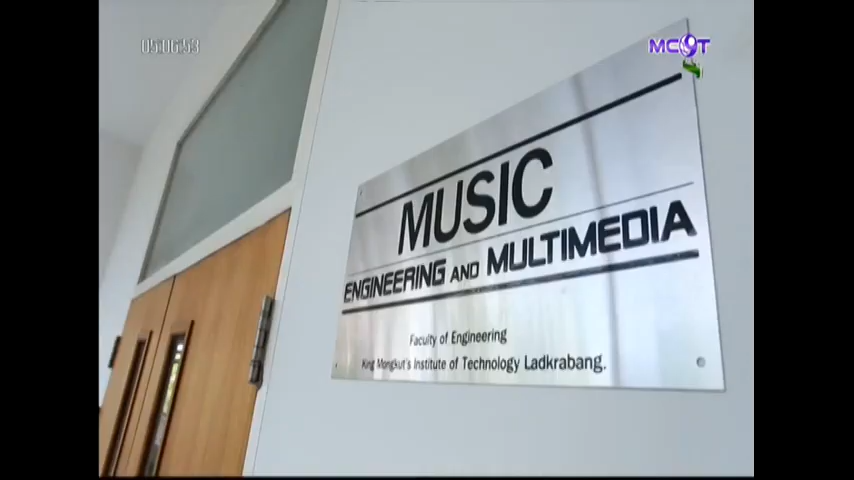 05:06:53
MCOT
MUSIC
ENGINEERING AND MULTIMEDIA
Faculty of Engineering
King Mongkut's Institute of Technology Ladkrabang.